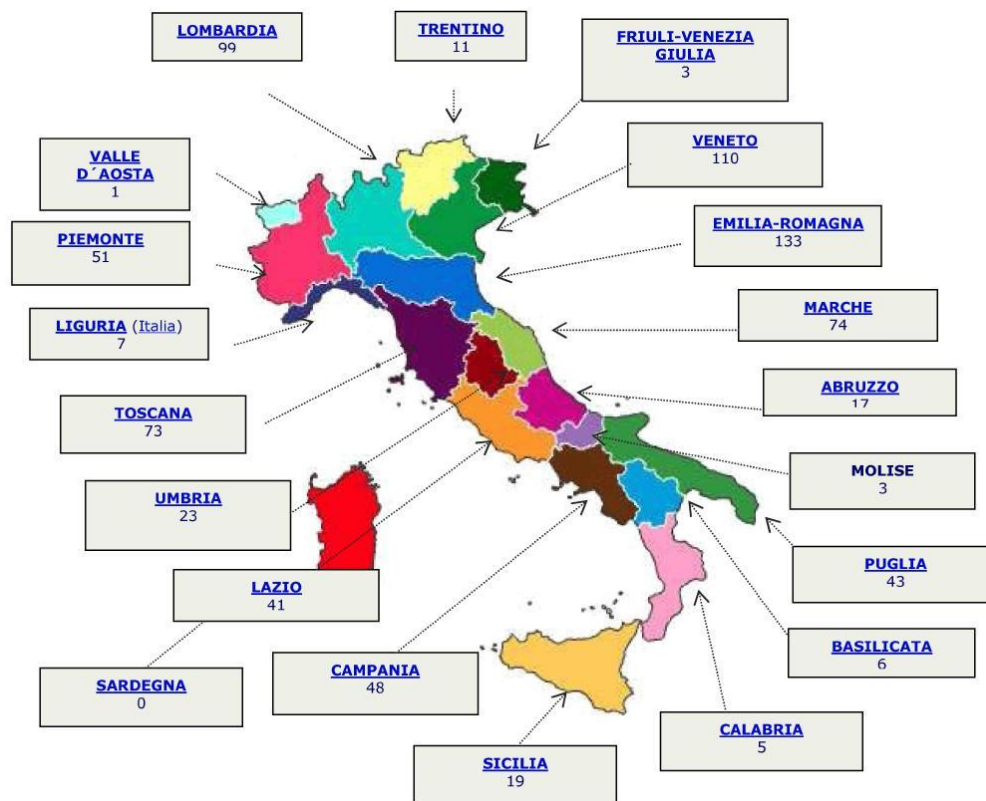 LOMBARDIA
99
TRENTINO
11
FRIULI-VENEZIA
GIULIA
3
VALLE
D´AOSTA
1
VENETO
110
PIEMONTE
51
EMILIA-ROMAGNA
133
LIGURIA (Italia)
7
MARCHE
74
TOSCANA
73
ABRUZZO
17
UMBRIA
23
MOLISE
3
LAZIO
41
PUGLIA
43
SARDEGNA
0
CAMPANIA
48
BASILICATA
6
SICILIA
19
CALABRIA
5